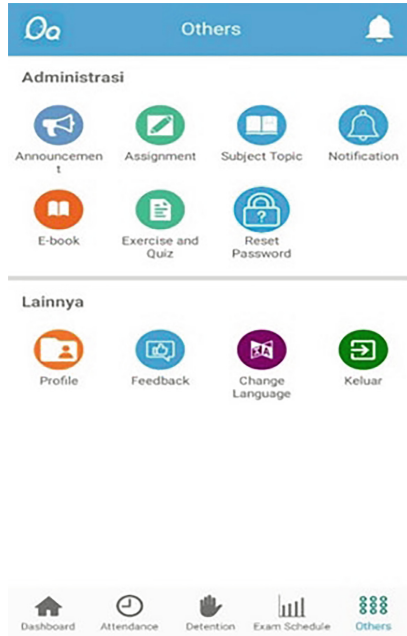 Oa Others
Administrasi
Announcemen
t
Assignment
Subject Topic
Notification
E-book
Exercise and
Quiz
Reset
Password
Lainnya
Profile
Feedback
Change
Language
Keluar
Dashboard Attendance Detention Exam Schedule Others